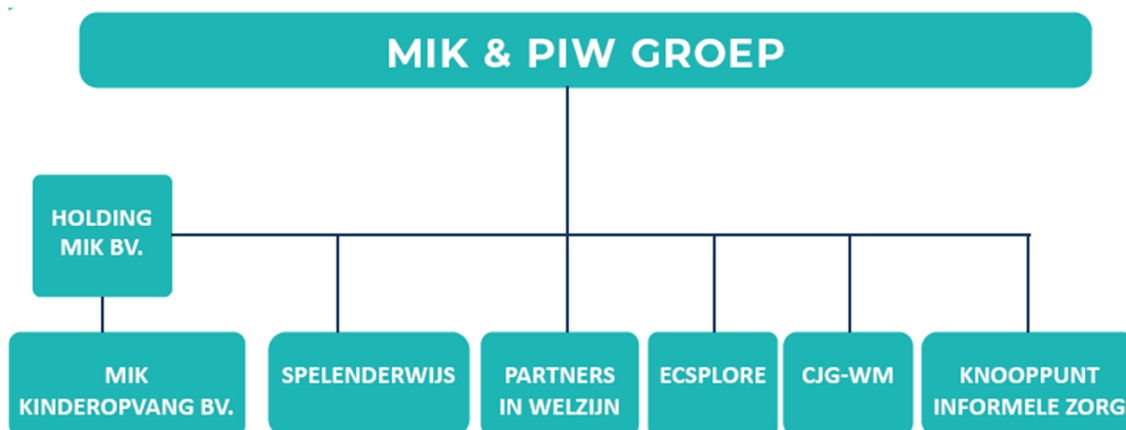 MIK & PIW GROEP
HOLDING
MIK BV.
MIK
KINDEROPVANG BV.
SPELENDERWIJS
PARTNERS
IN WELZIJN
ECSPLORE
CJG-WM
KNOOPPUNT
INFORMELE ZORG